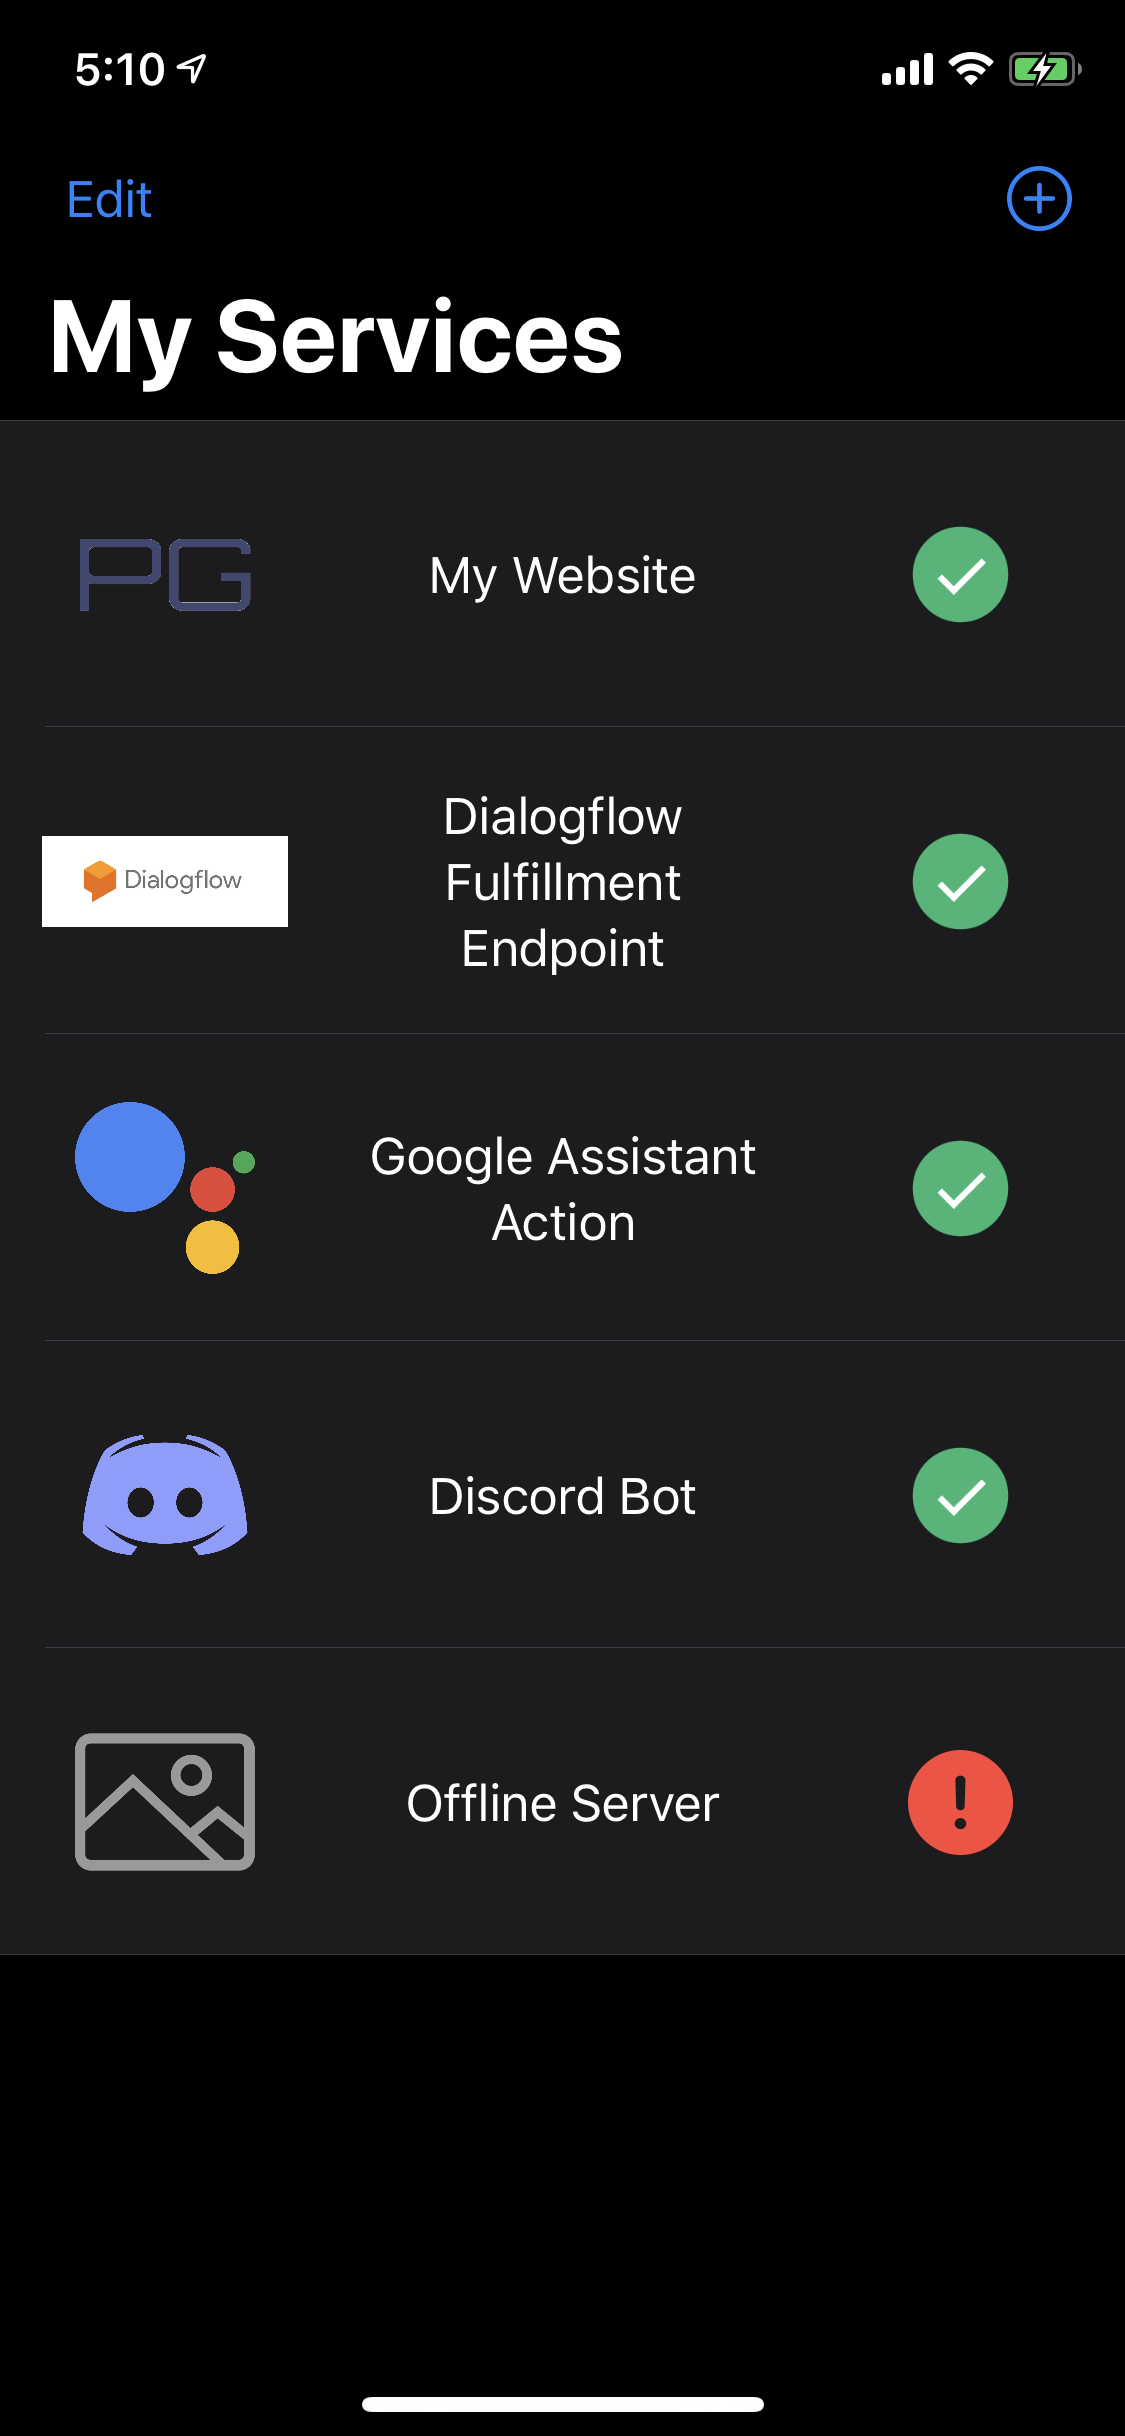 5:10
Edit
My Services
PG
My Website
Dialogflow
Dialogflow
Fulfillment
Endpoint
Google Assistant
Action
Discord Bot
Offline Server